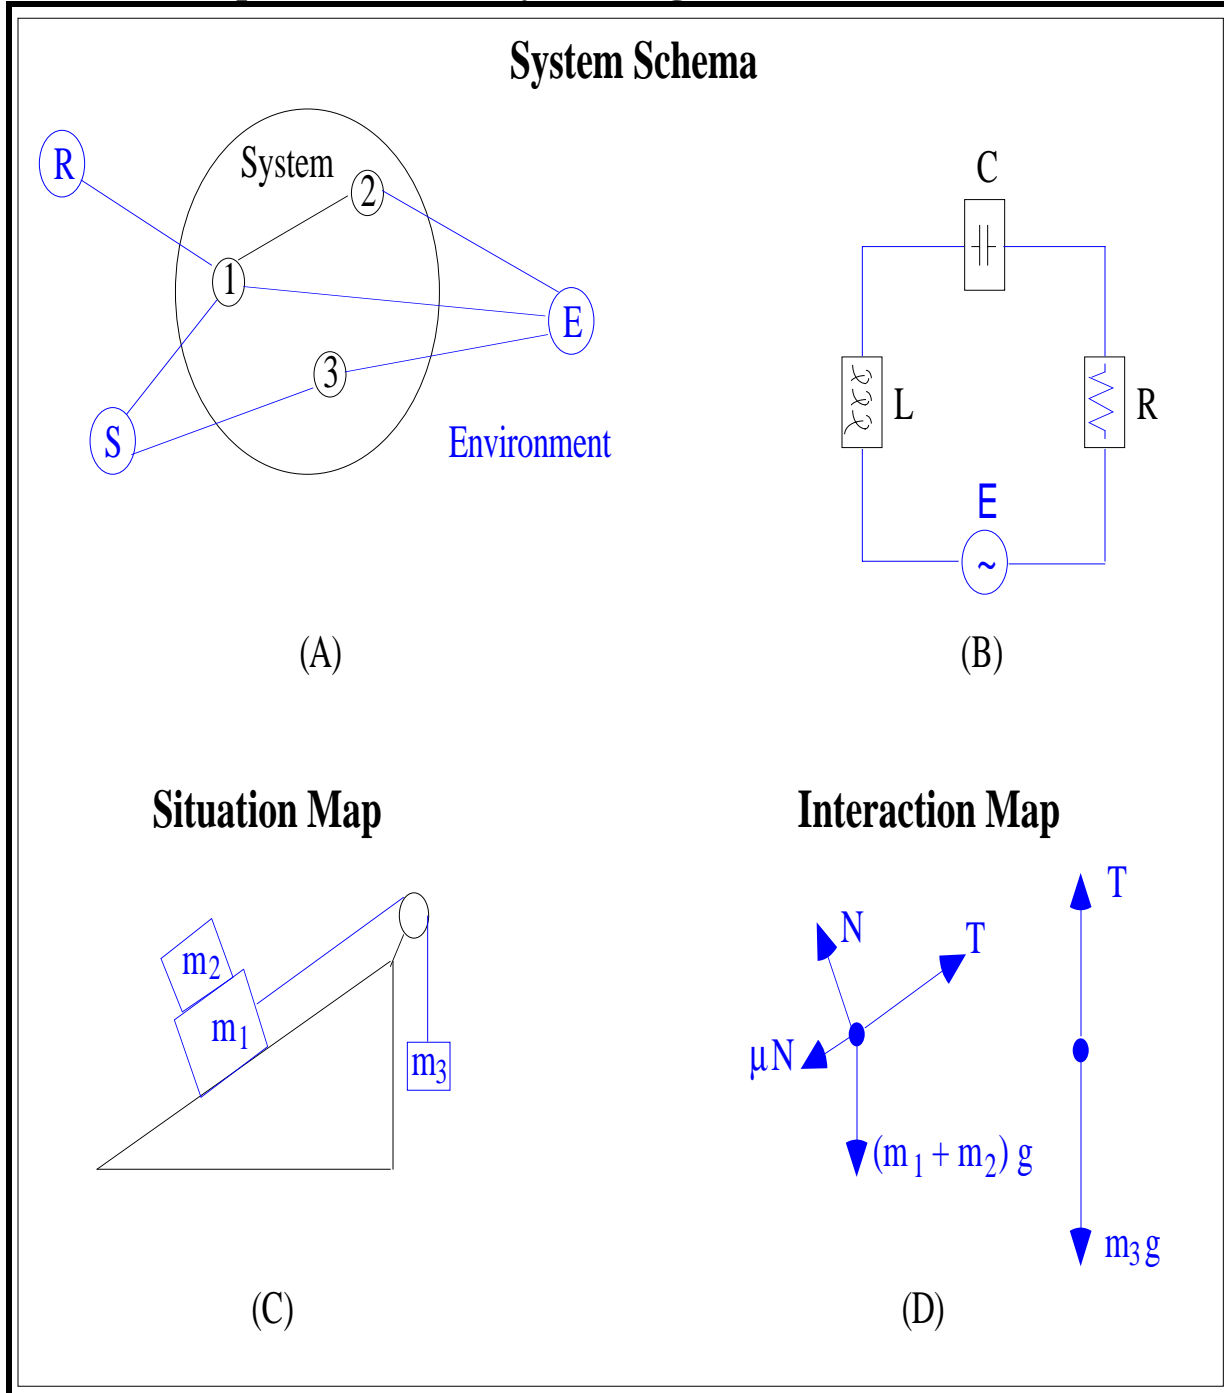 System Schema
R
System
2
1
E
3
S
Environment
(A)
C
L
R
E
~
(B)
Situation Map
m2
m1
m3
(C)
Interaction Map
N
T
T
μN
(m1 + m2) g
m3 g
(D)